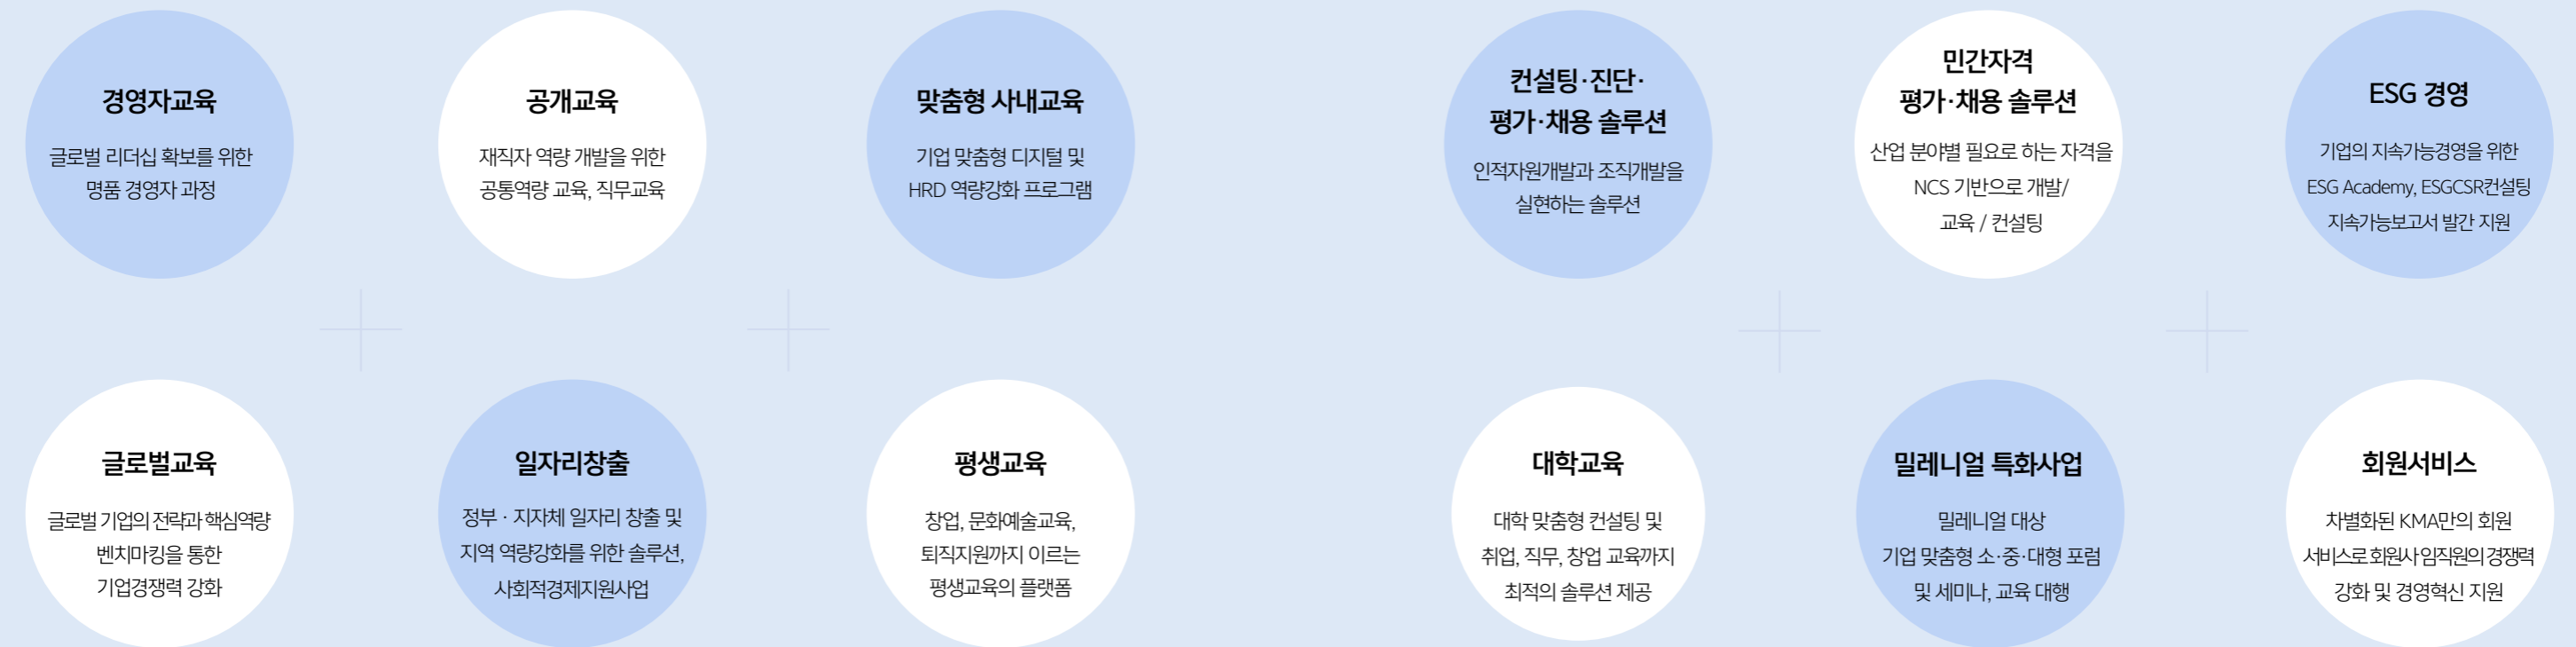 경영자교육
글로벌 리더십 확보를 위한
명품 경영자 과정
공개교육
재직자 역량 개발을 위한
공통역량 교육, 직무교육
맞춤형 사내교육
기업 맞춤형 디지털 및
HRD 역량강화 프로그램
컨설팅·진단·
평가·채용 솔루션
인적자원개발과 조직개발을
실현하는 솔루션
민간자격
평가·채용 솔루션
산업 분야별 필요로 하는 자격을
NCS 기반으로 개발/
교육 / 컨설팅
ESG 경영
기업의 지속가능경영을 위한
ESG Academy, ESGCSR컨설팅
지속가능보고서 발간 지원
글로벌교육
글로벌 기업의 전략과 핵심역량
벤치마킹을 통한
기업경쟁력 강화
일자리창출
정부 · 지자체 일자리 창출 및
지역 역량강화를 위한 솔루션,
사회적경제지원사업
평생교육
창업, 문화예술교육,
퇴직지원까지 이르는
평생교육의 플랫폼
대학교육
대학 맞춤형 컨설팅 및
취업, 직무, 창업 교육까지
최적의 솔루션 제공
밀레니얼 특화사업
밀레니얼 대상
기업 맞춤형 소·중·대형 포럼
및 세미나, 교육 대행
회원서비스
차별화된 KMA만의 회원
서비스로 회원사 임직원의 경쟁력
강화 및 경영혁신 지원